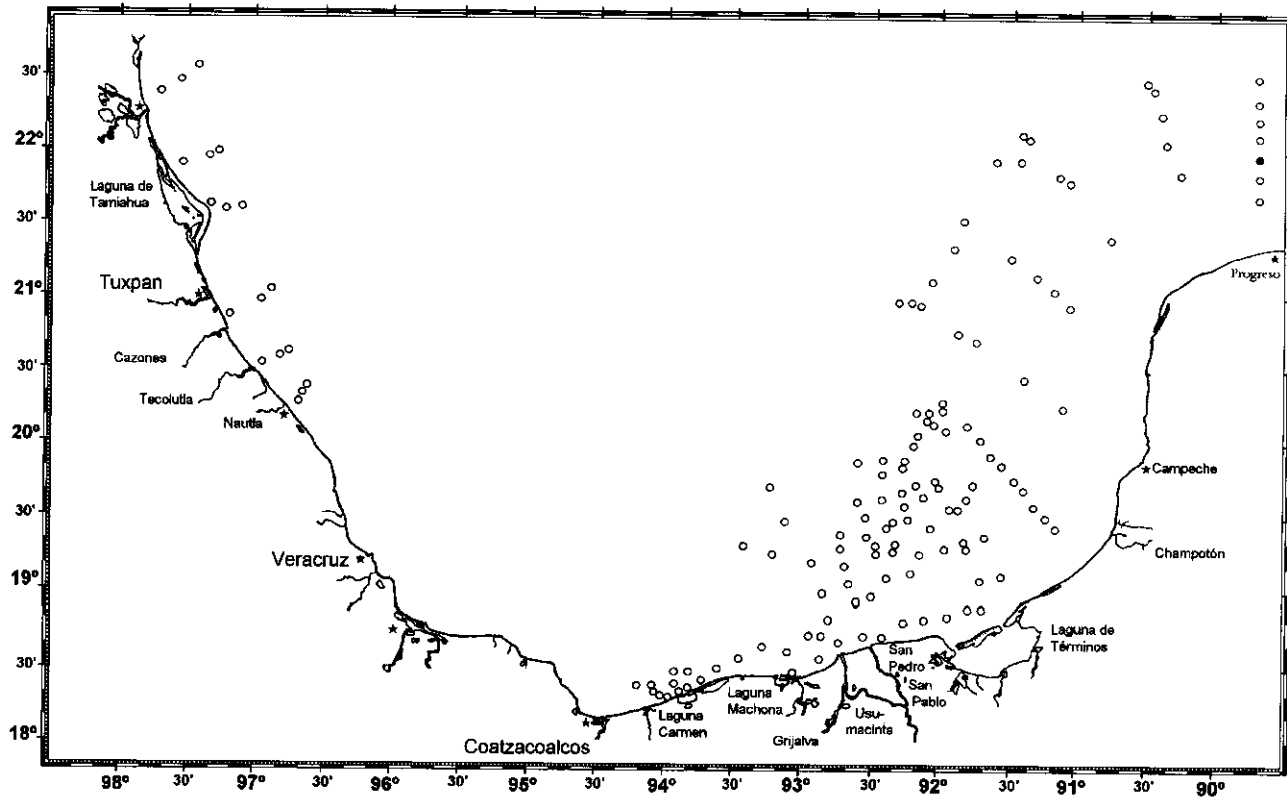 30'
22º
Laguna de
Tamiahua
30'
Tuxpan
21º
Progreso
Cazones
30'
Tecolutla
Nautla
20º
Campeche
30'
Veracruz
Champotón
19º
Laguna de
Términos
30'
San
Pedro
San
Pablo
Laguna
Machona
Laguna
Carmen
Usu-
macinta
Grijalva
18º
Coatzacoalcos
98º 30' 97º 30' 96º 30' 95º 30' 94º 30' 93º 30' 92º 30' 91º 30' 90º